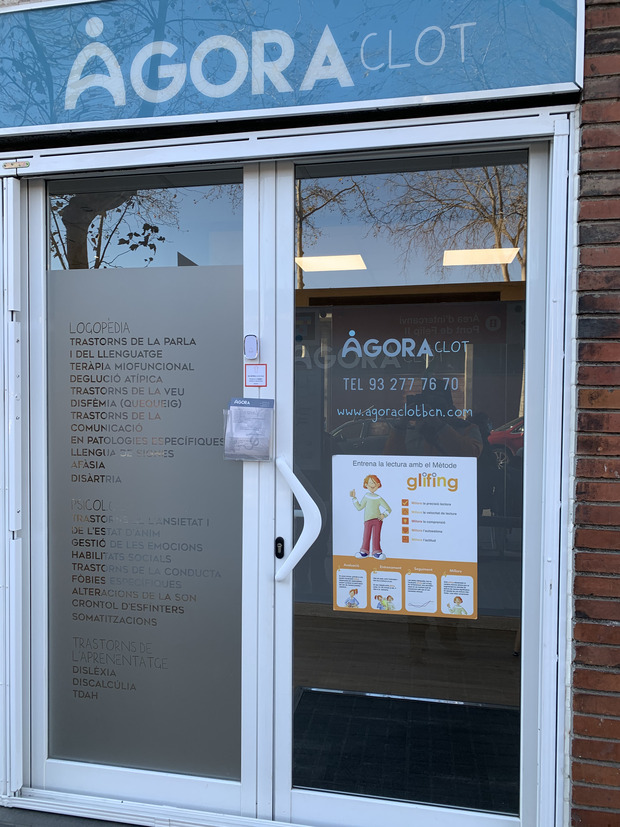 ÀGORA CLOT
LOGOPÈDIA
TRASTORNS DE LA PARLA
I DEL LLENGUATGE
TERÀPIA MIOFUNCIONAL
DEGLUCIÓ ATÍPICA
TRASTORNS DE LA VEU
DISFÈMIA (QUEQUEIG)
TRASTORNS DE LA
COMUNICACIÓ
EN PATOLOGIES ESPECÍFIQUES
LLENGUA DE SIGNES
AFÀSIA
DISÀRTRIA
TRASTORNS DE L'ANSIETAT I
DE L'ESTAT D'ÀNIM
GESTIÓ DE LES EMOCIONS
HABILITATS SOCIALS
TRASTORNS DE LA CONDUCTA
FÒBIES ESPECÍFIQUES
ALTERACIONS DE LA SON
CRONTOL D'ESFÍNTERS
SOMATITZACIONS
TRASTORNS DE
L'APRENENTATGE
DISLÈXIA
DISCALCÚLIA
TDAH
ÀGORA
ÀGORA CLOT
TEL 93 277 76 70
www.agoraclotbcn.com
Entrena la lectura amb el Mètode
glifing